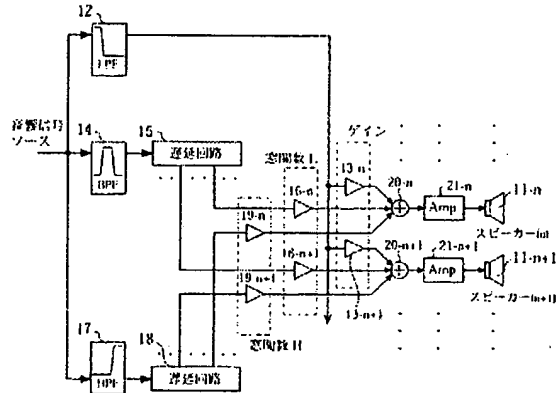 12
LPF
音響信号
ソース
14
BPF
15
遅延回路
窓関数L
ゲイン
13-n
16-n
19-n
20-n
21-n
Amp
11-n
スピーカー(n)
16-n+1
19-n+1
20-n+1
21-n+1
Amp
11-n+1
スピーカー(n+1)
13-n+1
窓関数H
17
HPF
18
遅延回路